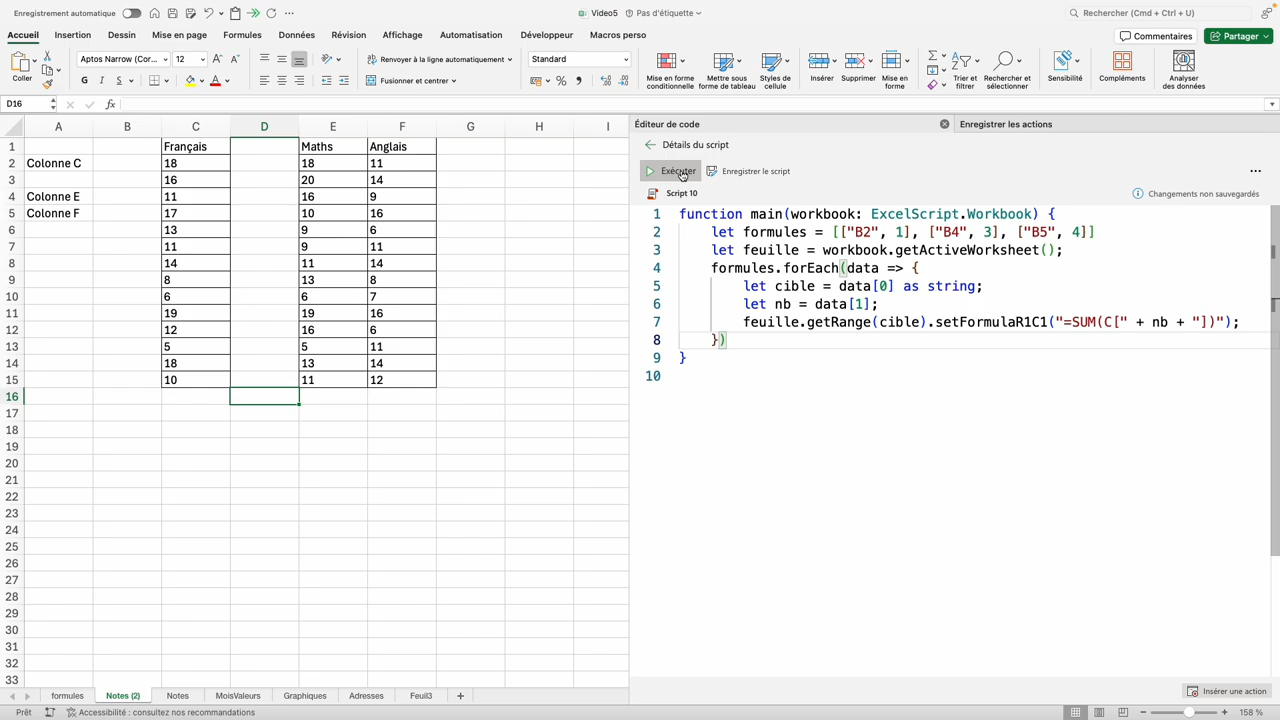 Enregistrement automatique
Video5
Pas d'étiquette
Rechercher (Cmd + Ctrl + U)
Accueil Insertion Dessin Mise en page Formules Données Révision Affichage Automatisation Développeur Macros perso
Commentaires
Partager
Coller
Aptos Narrow (Cor... 12
Renvoyer à la ligne automatiquement
Fusionner et centrer
Standard
Mise en forme conditionnelle
Mettre sous forme de tableau
Styles de cellule
Insérer
Supprimer
Mise en forme
Trier et filtrer
Rechercher et sélectionner
Sensibilité
Compléments
Analyser des données
D16
fx
A B C D E F G H I
1 Français Maths Anglais
2 Colonne C 18 18 11
3 16 20 14
4 Colonne E 11 16 9
5 Colonne F 17 10 16
6 13 9 6
7 11 9 11
8 14 11 14
9 8 13 8
10 6 6 7
11 19 19 16
12 12 16 6
13 5 5 11
14 18 13 14
15 10 11 12
16
17
18
19
20
21
22
23
24
25
26
27
28
29
30
31
32
33
Éditeur de code
Enregistrer les actions
Détails du script
Exécuter
Enregistrer le script
Script 10
Changements non sauvegardés
1 function main(workbook: ExcelScript.Workbook) {
2 let formules = [["B2", 1], ["B4", 3], ["B5", 4]]
3 let feuille = workbook.getActiveWorksheet();
4 formules.forEach(data => {
5 let cible = data[0] as string;
6 let nb = data[1];
7 feuille.getRange(cible).setFormulaR1C1("=SUM(C[" + nb + "])");
8 })
9 }
10
Insérer une action
formules Notes (2) Notes MoisValeurs Graphiques Adresses Feuil3 +
Prêt
Accessibilité : consultez nos recommandations
158 %